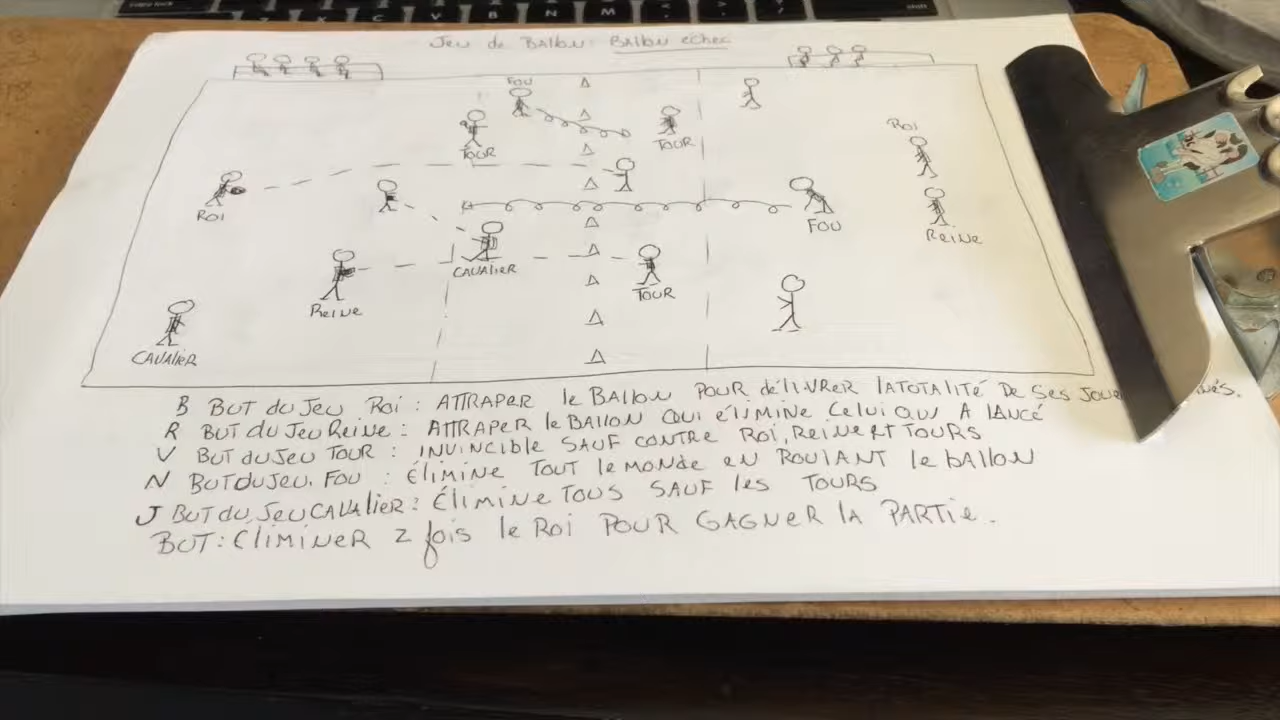 Jeu de Ballon: Ballon echec
FOU
TOUR
TOUR
ROI
ROI
FOU
REINE
CAVALIER
TOUR
Reine
CAVALIER
B BUT du Jeu Roi : ATTRAPER le BALLON POUR déLIVRER LATOTALITÉ De ses
R BUT du Jeu Reine : ATTRAPER le BALLON QUI éLIMINE Celui QUI A LANCÉ
V BUT du Jeu TOUR : INVINCIBLE SAUF CONTRE ROI, Reine et TOURS
N BUT du Jeu. FOU : éLIMINE TOUT le MONDE en ROULANT le BALLON
J BUT du Jeu CAVALIER : ÉLIMINE TOUS SAUF les TOURS
BUT : ÉLIMINER 2 fois le ROI POUR GAGNER la PARTIE.